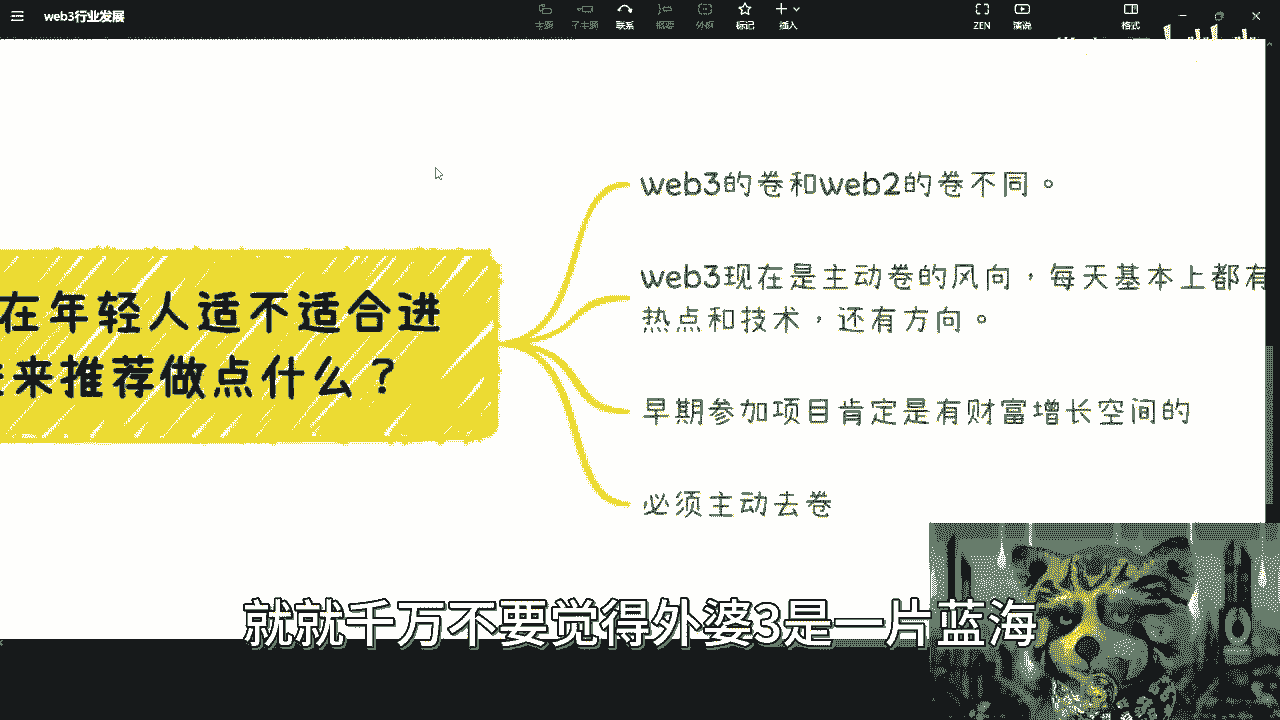 web3行业发展
主题
子主题
联系
概要
外框
标记
插入
ZEN
演说
格式
web3的卷和web2的卷不同。
web3现在是主动卷的风向，每天基本上都有
热点和技术，还有方向。
在年轻人适不适合进
来推荐做点什么？
早期参加项目肯定是有财富增长空间的
必须主动去卷
就就千万不要觉得外婆3是一片蓝海